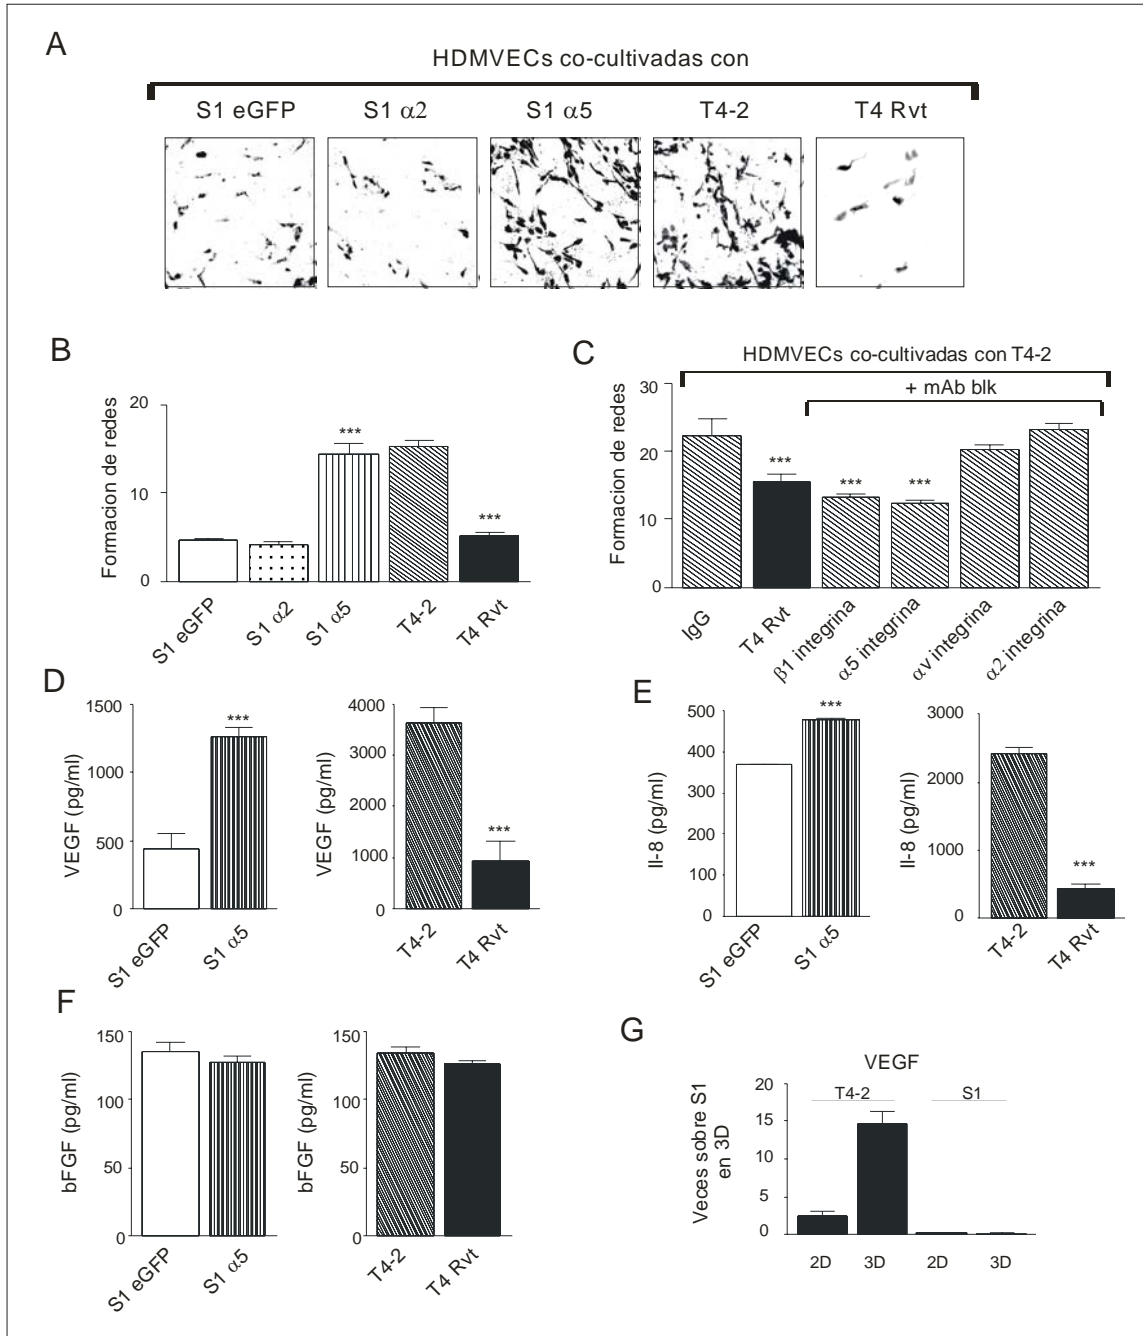 A
HDMVECs co-cultivadas con
S1 eGFP S1 α2 S1 α5 T4-2 T4 Rvt
B
Formacion de redes
20
10
0
***
***
S1 eGFP S1 α2 S1 α5 T4-2 T4 Rvt
C
HDMVECs co-cultivadas con T4-2
+ mAb blk
Formacion de redes
30
20
10
0
*** *** ***
IgG T4 Rvt β1 integrina α5 integrina αv integrina α2 integrina
D
VEGF (pg/ml)
1500
1000
500
0
***
S1 eGFP S1 α5
VEGF (pg/ml)
4000
3000
2000
1000
0
***
T4-2 T4 Rvt
E
Il-8 (pg/ml)
500
400
300
200
100
0
***
S1 eGFP S1 α5
Il-8 (pg/ml)
3000
2000
1000
0
***
T4-2 T4 Rvt
F
bFGF (pg/ml)
150
100
50
0
S1 eGFP S1 α5
bFGF (pg/ml)
150
100
50
0
T4-2 T4 Rvt
G
VEGF
T4-2 S1
Veces sobre S1
en 3D
20
15
10
5
0
2D 3D 2D 3D